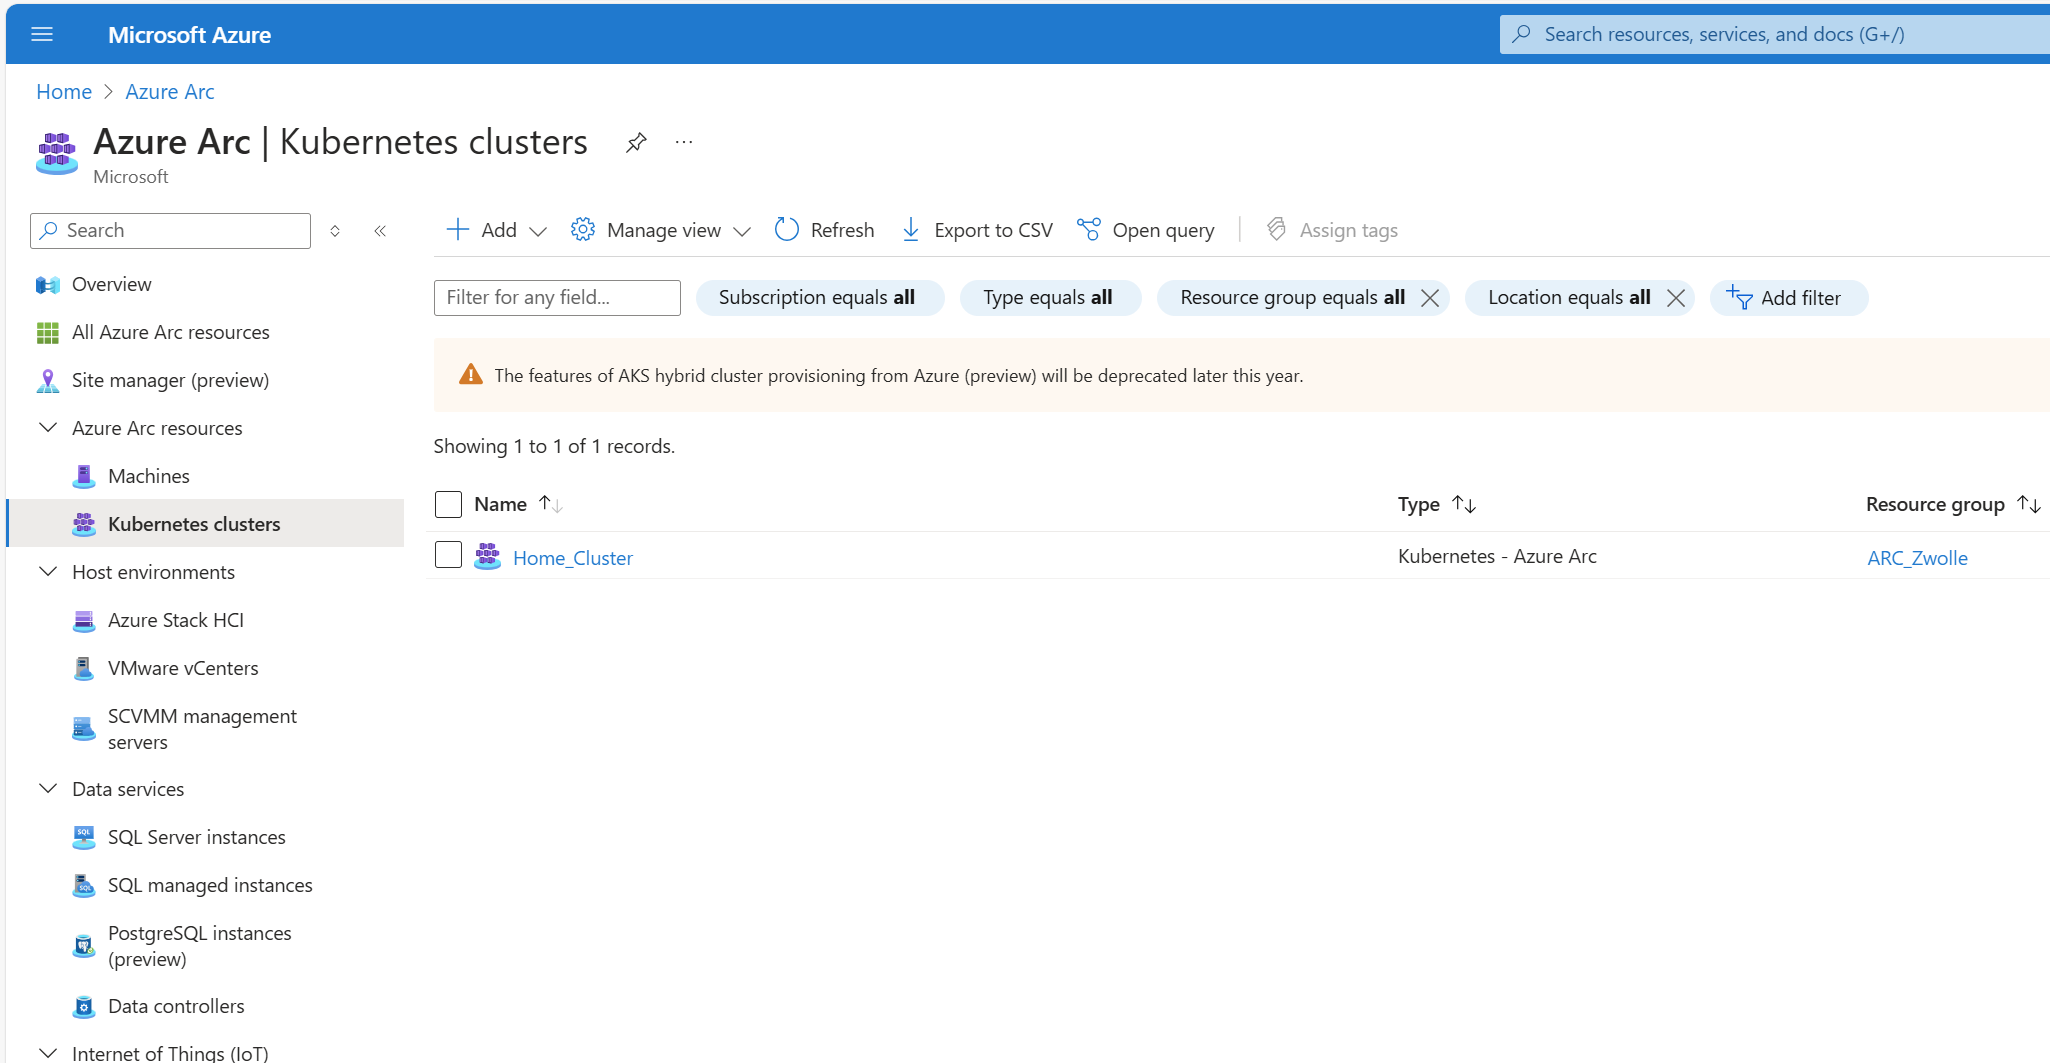 Microsoft Azure
Search resources, services, and docs (G+/)
Home > Azure Arc
Azure Arc | Kubernetes clusters
Microsoft
Search
Add
Manage view
Refresh
Export to CSV
Open query
Assign tags
Overview
All Azure Arc resources
Site manager (preview)
Azure Arc resources
Machines
Kubernetes clusters
Host environments
Azure Stack HCI
VMware vCenters
SCVMM management
servers
Data services
SQL Server instances
SQL managed instances
PostgreSQL instances
(preview)
Data controllers
Internet of Things (IoT)
Filter for any field...
Subscription equals all
Type equals all
Resource group equals all
Location equals all
Add filter
The features of AKS hybrid cluster provisioning from Azure (preview) will be deprecated later this year.
Showing 1 to 1 of 1 records.
Name
Type
Resource group
Home_Cluster
Kubernetes - Azure Arc
ARC_Zwolle